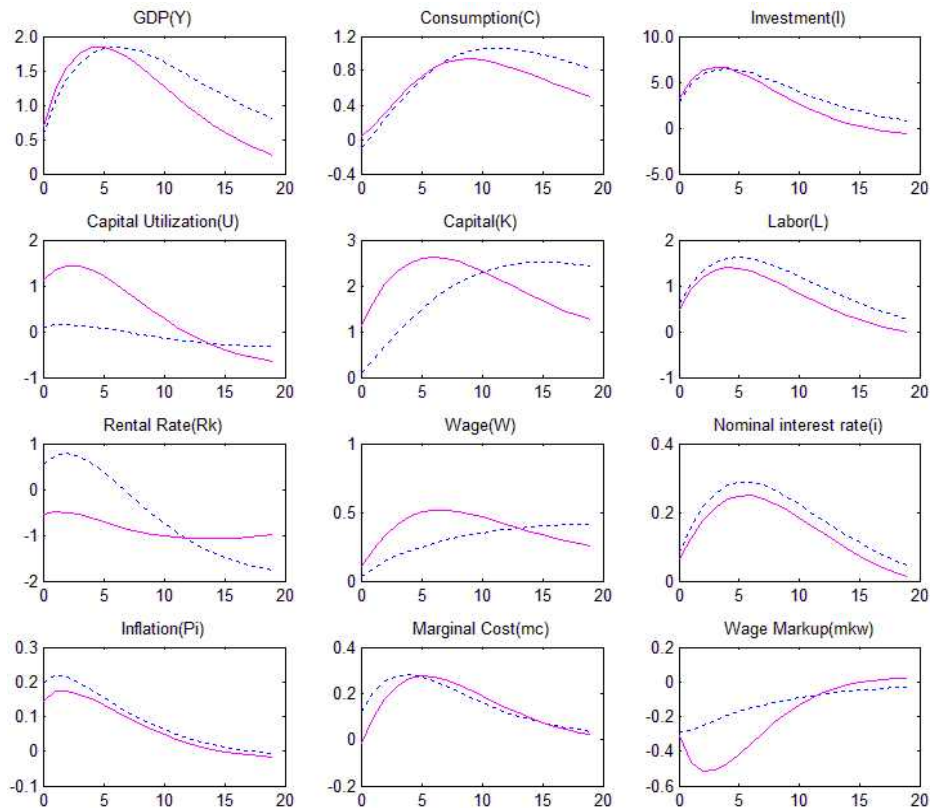 GDP(Y)
Consumption(C)
Investment(I)
2.0
1.5
1.0
0.5
0
0 5 10 15 20
1.2
0.8
0.4
0
-0.4
0 5 10 15 20
10.0
5.0
0
-5.0
0 5 10 15 20
Capital Utilization(U)
Capital(K)
Labor(L)
2
1
0
-1
0 5 10 15 20
3
2
1
0
0 5 10 15 20
2
1
0
-1
0 5 10 15 20
Rental Rate(Rk)
Wage(W)
Nominal interest rate(i)
1
0
-1
-2
0 5 10 15 20
1
0.5
0
0 5 10 15 20
0.4
0.2
0
0 5 10 15 20
Inflation(Pi)
Marginal Cost(mc)
Wage Markup(mkw)
0.3
0.2
0.1
0
-0.1
0 5 10 15 20
0.4
0.2
0
-0.2
0 5 10 15 20
0
-0.2
-0.4
-0.6
0 5 10 15 20